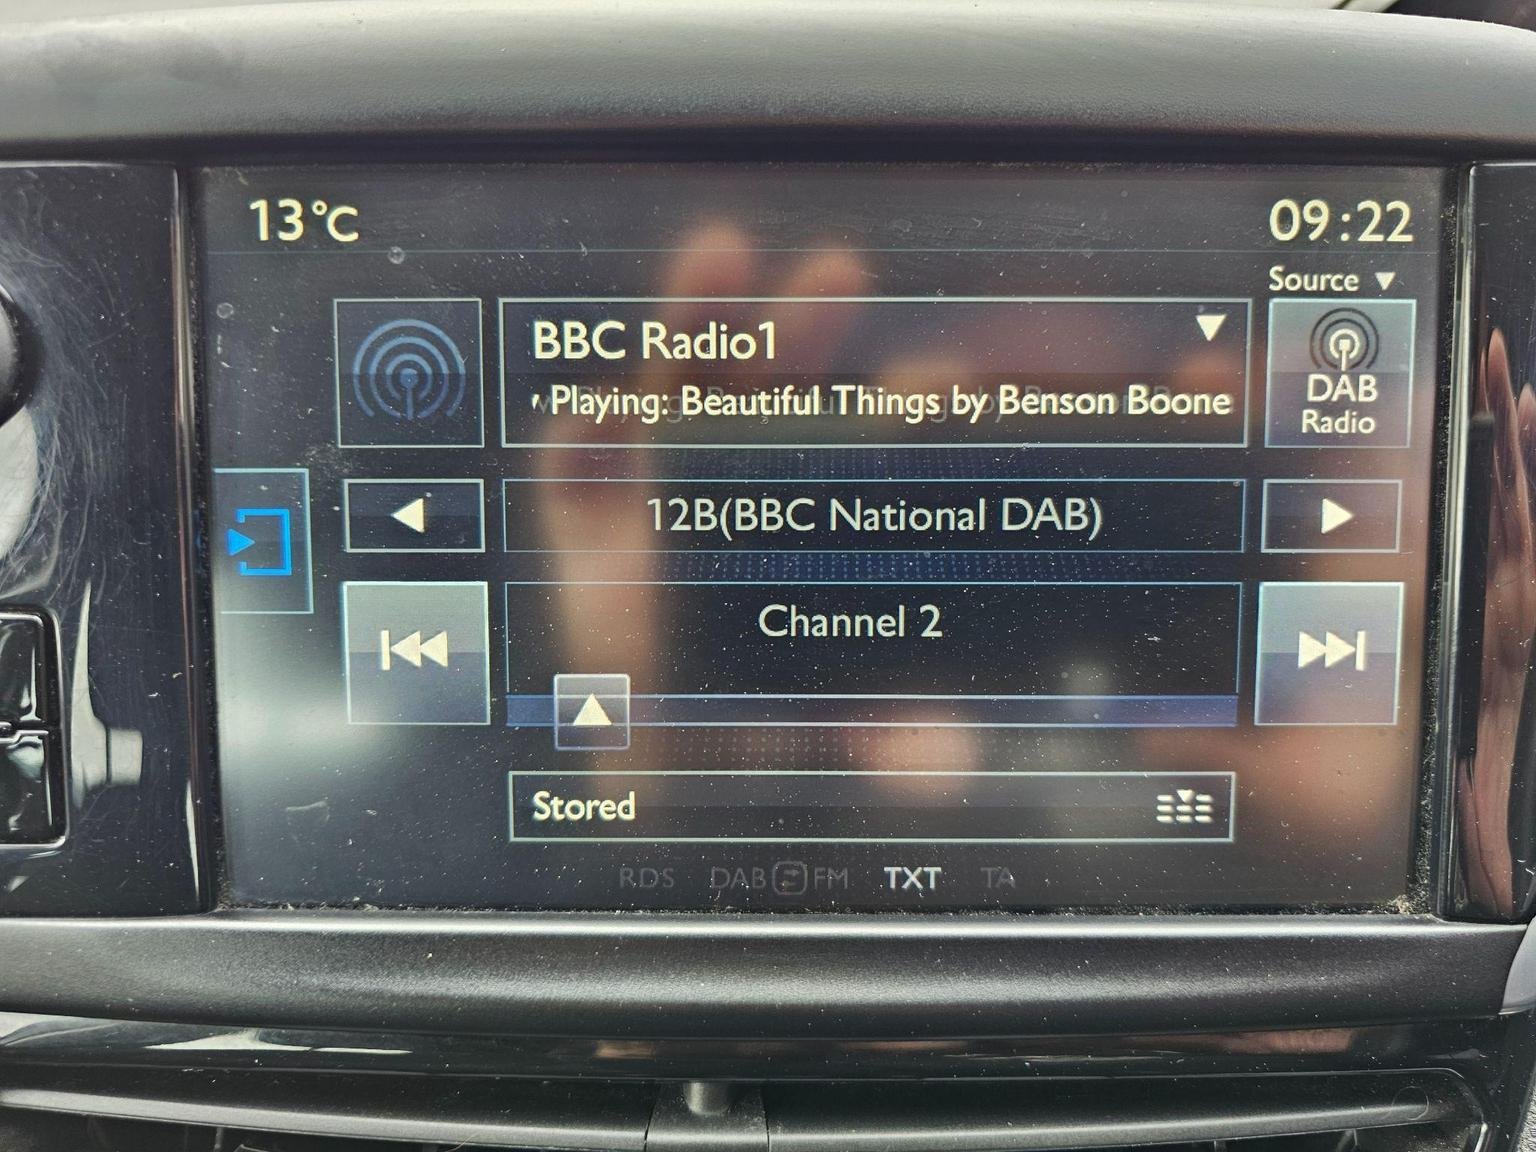 13°C
09:22
Source
BBC Radio1
Playing: Beautiful Things by Benson Boone
DAB
Radio
12B(BBC National DAB)
Channel 2
Stored
RDS DAB FM TXT TA